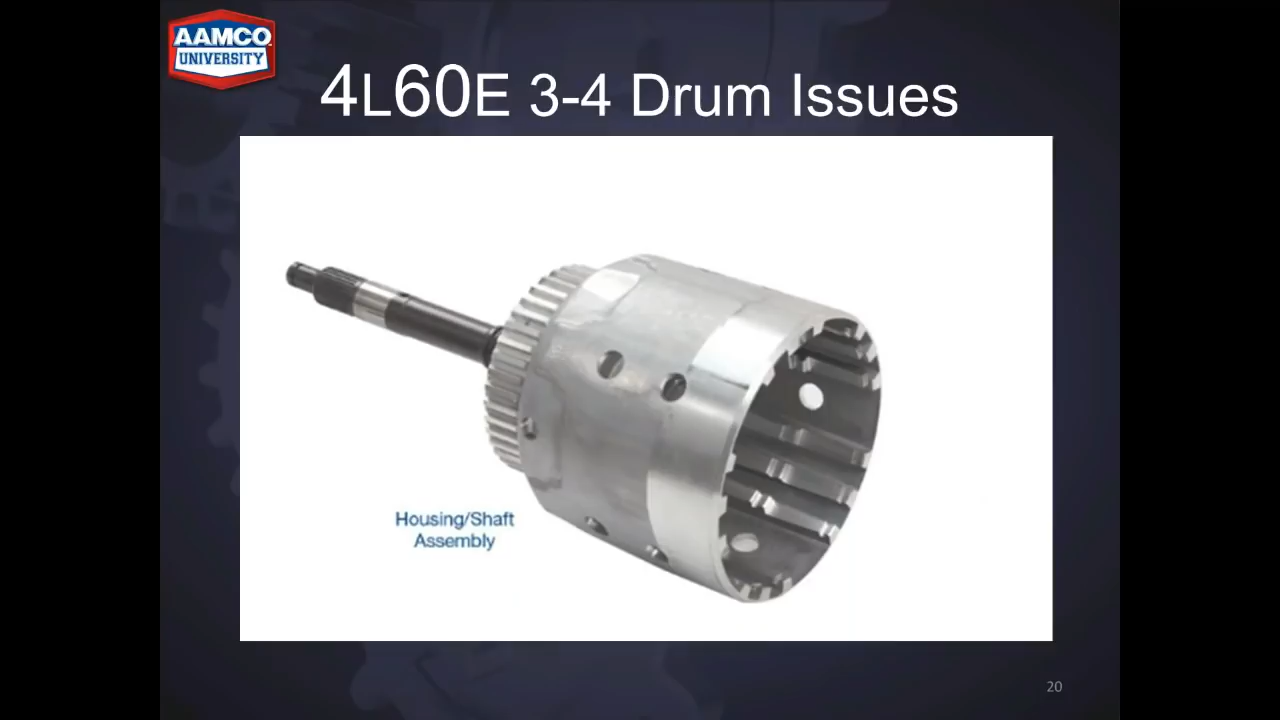 AAMCO
UNIVERSITY
4L60E 3-4 Drum Issues
Housing/Shaft
Assembly
20